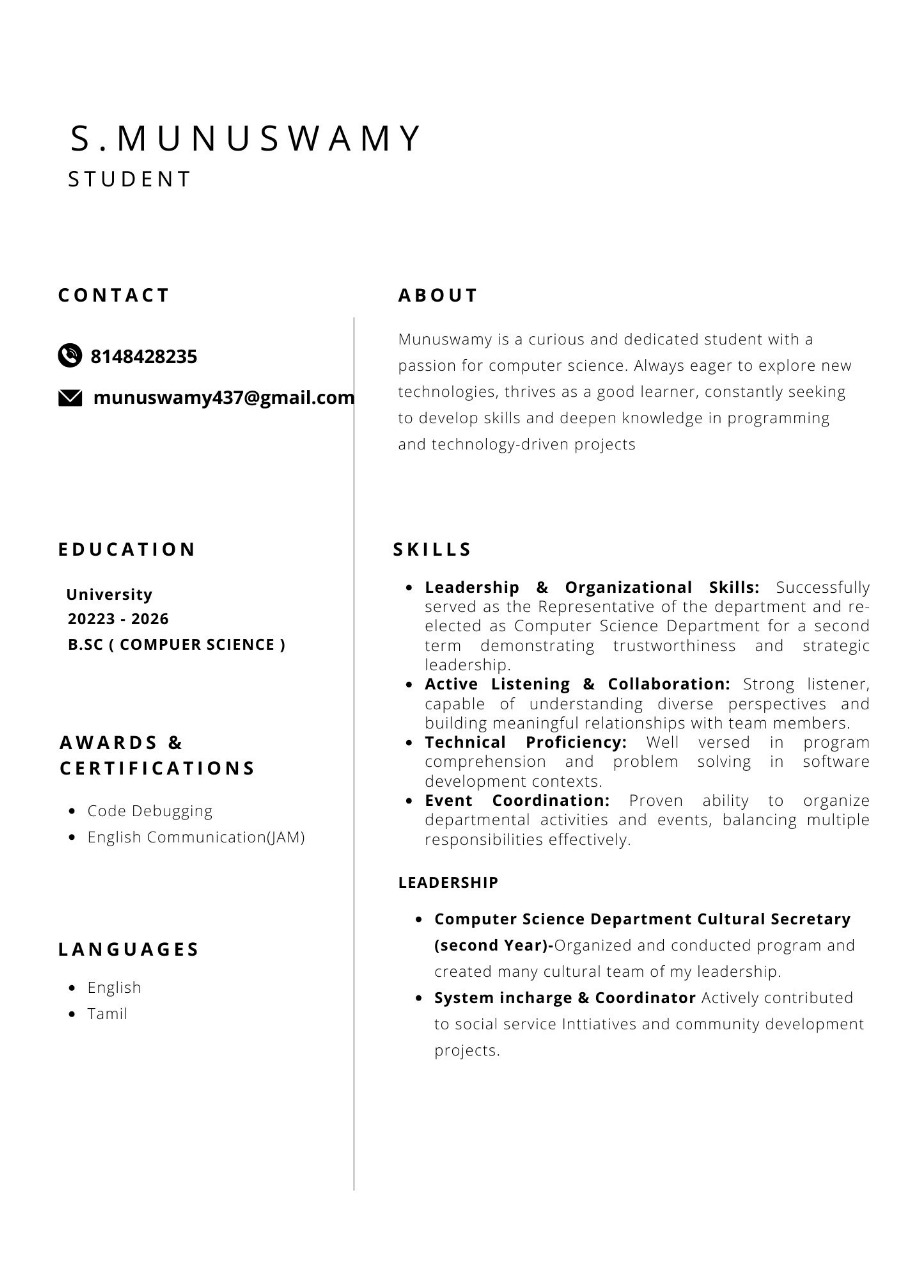 S.MUNUSWAMY
STUDENT
CONTACT
8148428235
munuswamy437@gmail.com
EDUCATION
University
20223 - 2026
B.SC ( COMPUER SCIENCE )
AWARDS &
CERTIFICATIONS
• Code Debugging
• English Communication(JAM)
LANGUAGES
• English
• Tamil
ABOUT
Munuswamy is a curious and dedicated student with a
passion for computer science. Always eager to explore new
technologies, thrives as a good learner, constantly seeking
to develop skills and deepen knowledge in programming
and technology-driven projects
SKILLS
• Leadership & Organizational Skills: Successfully
served as the Representative of the department and re-
elected as Computer Science Department for a second
term demonstrating trustworthiness and strategic
leadership.
• Active Listening & Collaboration: Strong listener,
capable of understanding diverse perspectives and
building meaningful relationships with team members.
• Technical Proficiency: Well versed in program
comprehension and problem solving in software
development contexts.
• Event Coordination: Proven ability to organize
departmental activities and events, balancing multiple
responsibilities effectively.
LEADERSHIP
• Computer Science Department Cultural Secretary
(second Year)-Organized and conducted program and
created many cultural team of my leadership.
• System incharge & Coordinator Actively contributed
to social service Inttiatives and community development
projects.